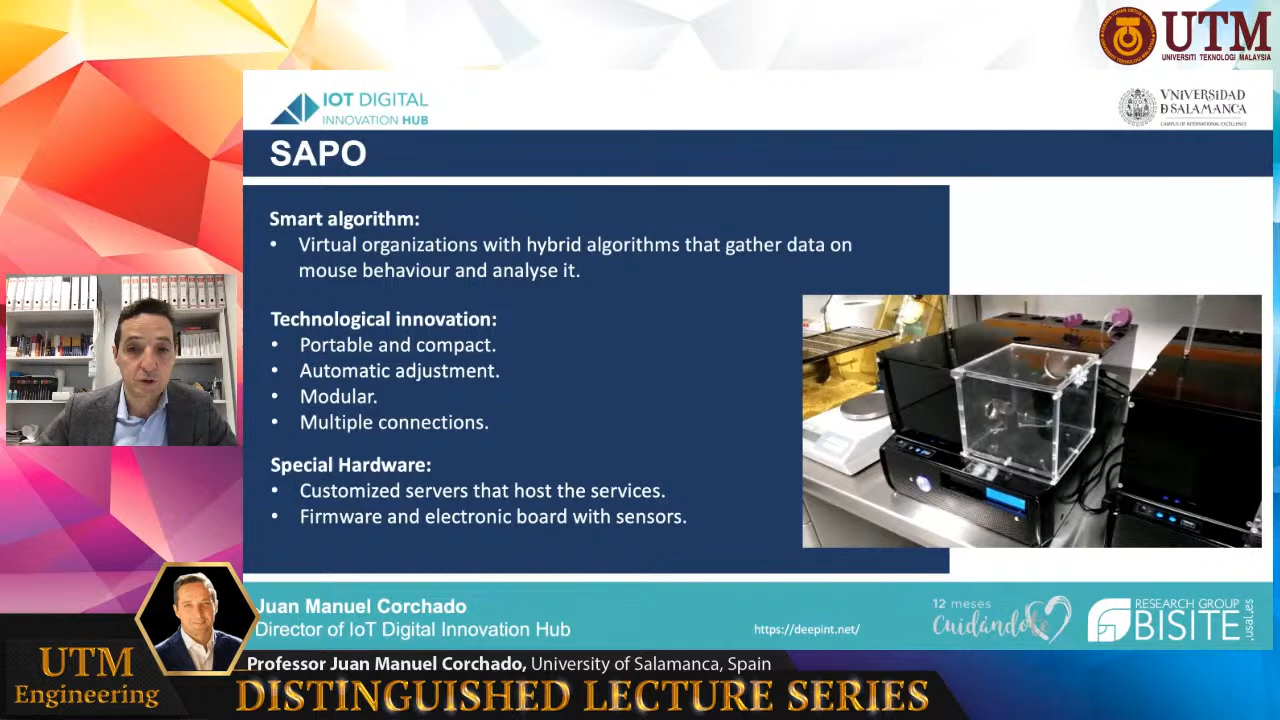 UTM
UNIVERSITI TEKNOLOGI MALAYSIA
IOT DIGITAL
INNOVATION HUB
VNIVERSIDAD
D SALAMANCA
CAMPUS OF INTERNATIONAL EXCELLENCE
SAPO
Smart algorithm:
• Virtual organizations with hybrid algorithms that gather data on
mouse behaviour and analyse it.
Technological innovation:
• Portable and compact.
• Automatic adjustment.
• Modular.
• Multiple connections.
Special Hardware:
• Customized servers that host the services.
• Firmware and electronic board with sensors.
Juan Manuel Corchado
Director of IoT Digital Innovation Hub
https://deepint.net/
12 meses
Cuidándote
RESEARCH GROUP
BISITE
.usal.es
Professor Juan Manuel Corchado, University of Salamanca, Spain
UTM
Engineering
DISTINGUISHED LECTURE SERIES